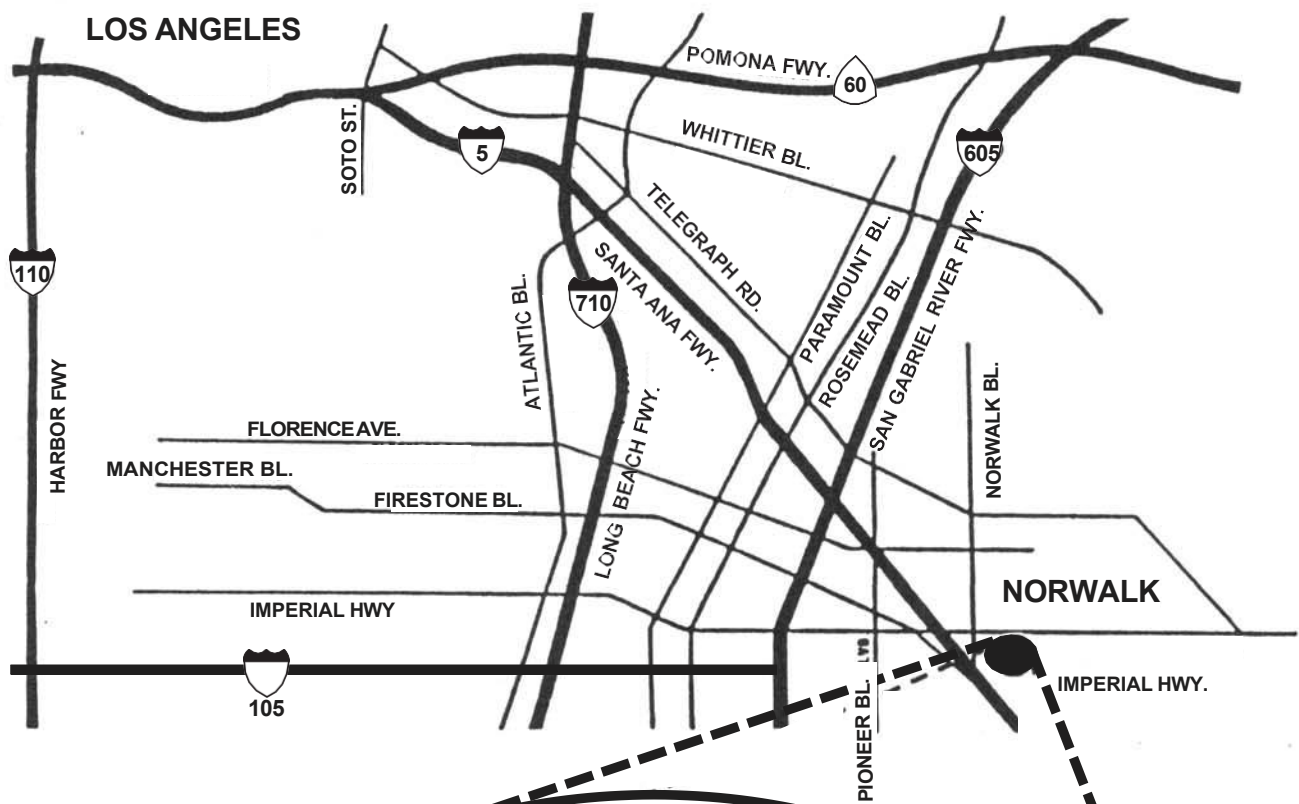 LOS ANGELES
POMONA FWY.
60
SOTO ST.
5
WHITTIER BL.
605
TELEGRAPH RD.
110
710
SANTA ANA FWY.
ATLANTIC BL.
PARAMOUNT BL.
ROSEMEAD BL.
SAN GABRIEL RIVER FWY.
HARBOR FWY
NORWALK BL.
FLORENCE AVE.
MANCHESTER BL.
FIRESTONE BL.
LONG BEACH FWY.
IMPERIAL HWY
NORWALK
105
PIONEER BL.
IMPERIAL HWY.